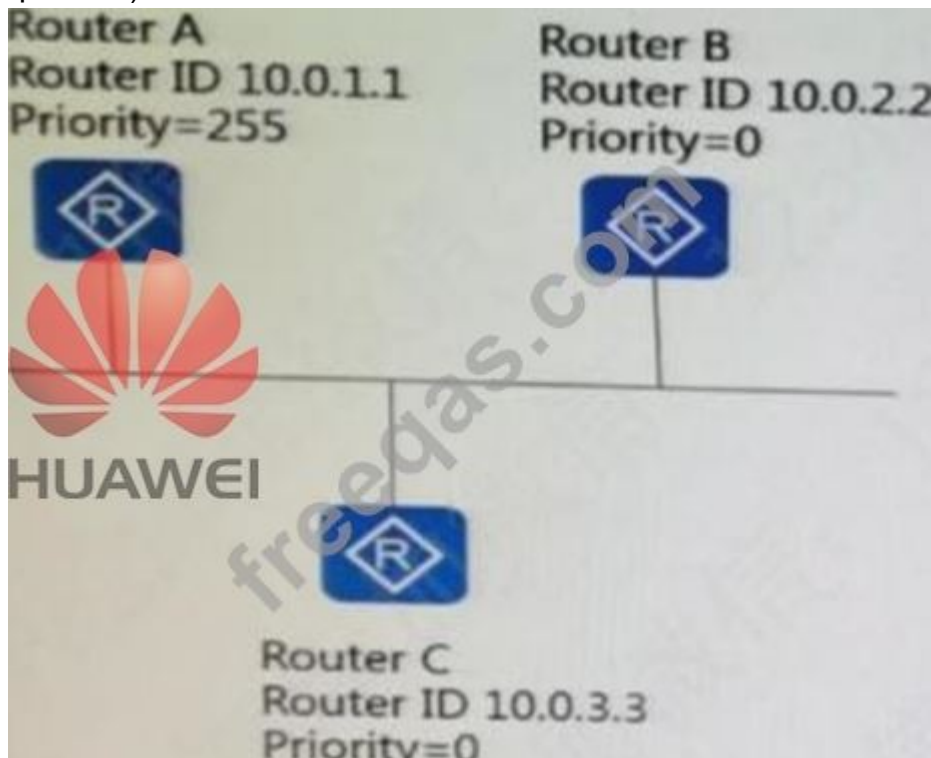 Router A
Router ID 10.0.1.1
Priority=255
Router B
Router ID 10.0.2.2
Priority=0
R
R
HUAWEI
freeqas.com
R
Router C
Router ID 10.0.3.3
Priority=0